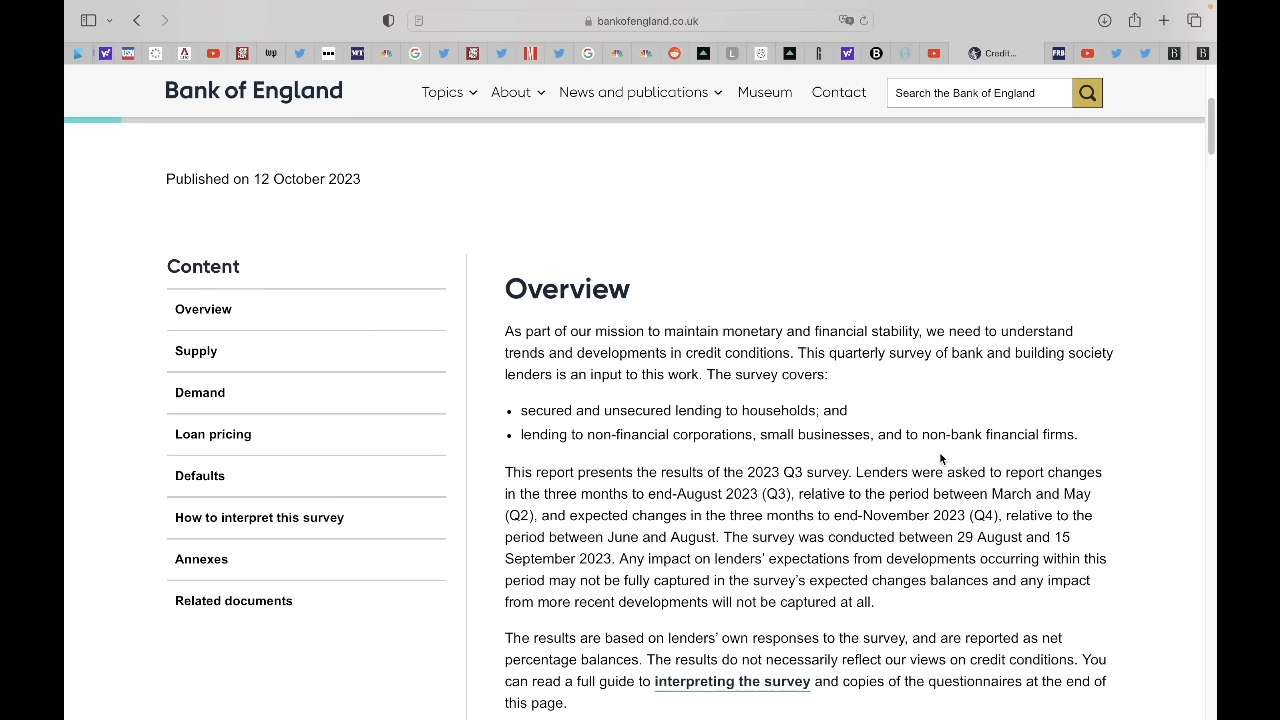 bankofengland.co.uk
Credit...
FRB
Bank of England
Topics
About
News and publications
Museum
Contact
Search the Bank of England
Published on 12 October 2023
Content
Overview
Supply
Demand
Loan pricing
Defaults
How to interpret this survey
Annexes
Related documents
Overview
As part of our mission to maintain monetary and financial stability, we need to understand
trends and developments in credit conditions. This quarterly survey of bank and building society
lenders is an input to this work. The survey covers:
• secured and unsecured lending to households; and
• lending to non-financial corporations, small businesses, and to non-bank financial firms.
This report presents the results of the 2023 Q3 survey. Lenders were asked to report changes
in the three months to end-August 2023 (Q3), relative to the period between March and May
(Q2), and expected changes in the three months to end-November 2023 (Q4), relative to the
period between June and August. The survey was conducted between 29 August and 15
September 2023. Any impact on lenders’ expectations from developments occurring within this
period may not be fully captured in the survey’s expected changes balances and any impact
from more recent developments will not be captured at all.
The results are based on lenders’ own responses to the survey, and are reported as net
percentage balances. The results do not necessarily reflect our views on credit conditions. You
can read a full guide to interpreting the survey and copies of the questionnaires at the end of
this page.